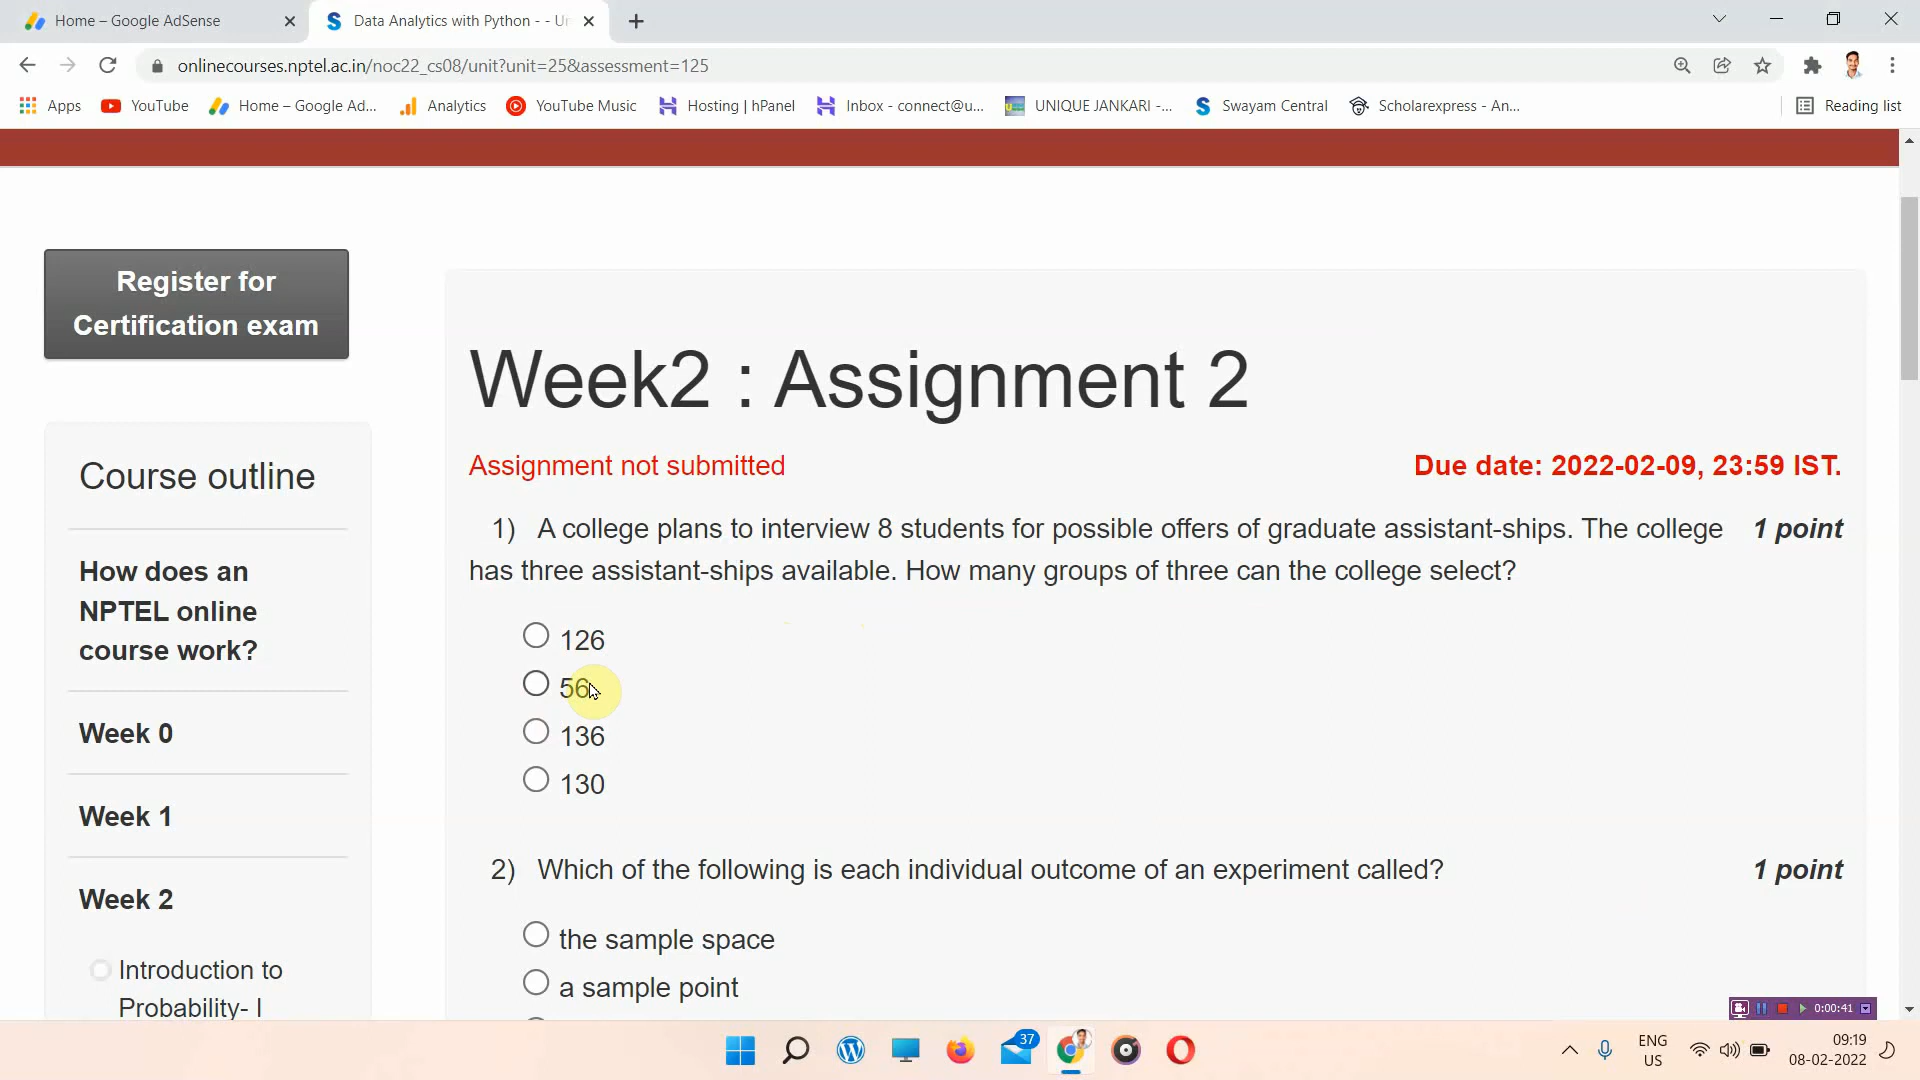 Home – Google AdSense
Data Analytics with Python - - Un
onlinecourses.nptel.ac.in/noc22_cs08/unit?unit=25&assessment=125
Apps YouTube Home – Google Ad... Analytics YouTube Music Hosting | hPanel Inbox - connect@u... UNIQUE JANKARI -... Swayam Central Scholarexpress - An... Reading list
Register for
Certification exam
Course outline
How does an
NPTEL online
course work?
Week 0
Week 1
Week 2
Introduction to
Probability- I
Week2 : Assignment 2
Assignment not submitted
Due date: 2022-02-09, 23:59 IST.
1) A college plans to interview 8 students for possible offers of graduate assistant-ships. The college 1 point
has three assistant-ships available. How many groups of three can the college select?
126
56
136
130
2) Which of the following is each individual outcome of an experiment called? 1 point
the sample space
a sample point
0:00:41
37
ENG
US
09:19
08-02-2022